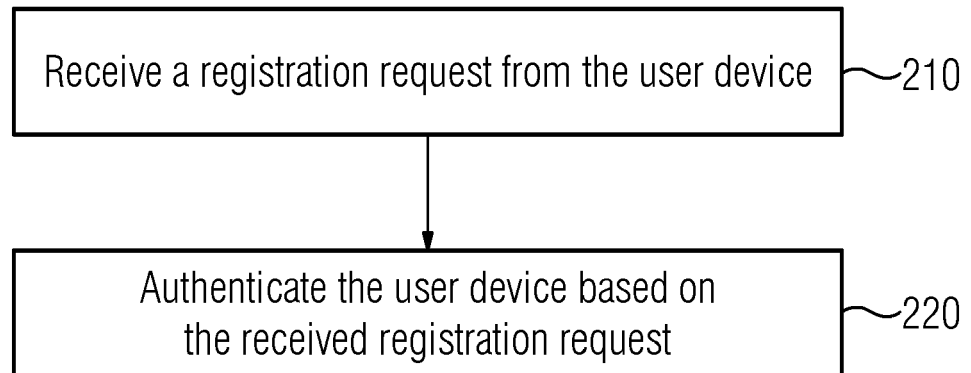 Receive a registration request from the user device
210
Authenticate the user device based on
the received registration request
220